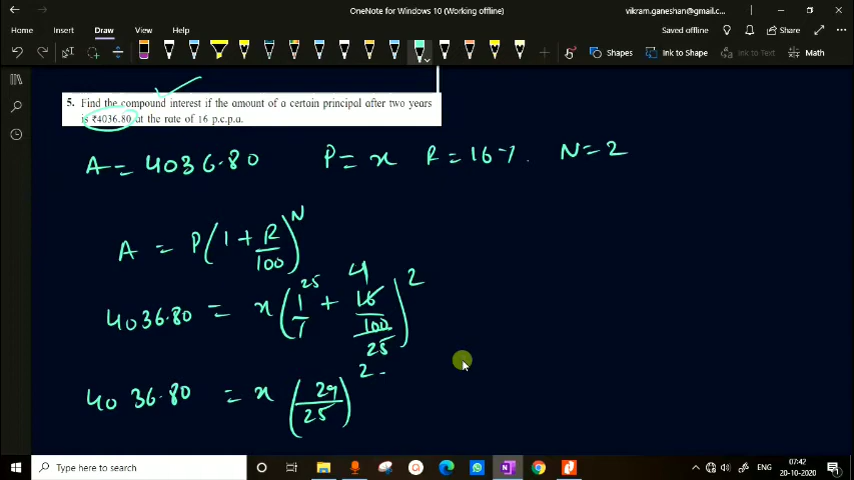 OneNote for Windows 10 (Working offline)
vikram.ganeshan@gmail.c...
Home Insert Draw View Help Saved offline Share
Shapes Ink to Shape Ink to Text Math
5. Find the compound interest if the amount of a certain principal after two years
is ₹4036.80 at the rate of 16 p.c.p.a.
A = 4036.80 P = x R = 16% N = 2
A = P(1 + R/100)^N
25 4
4036.80 = x(1/1 + 16/100)^2
25
4036.80 = x(29/25)^2
Type here to search
ENG
07:42
20-10-2020
1